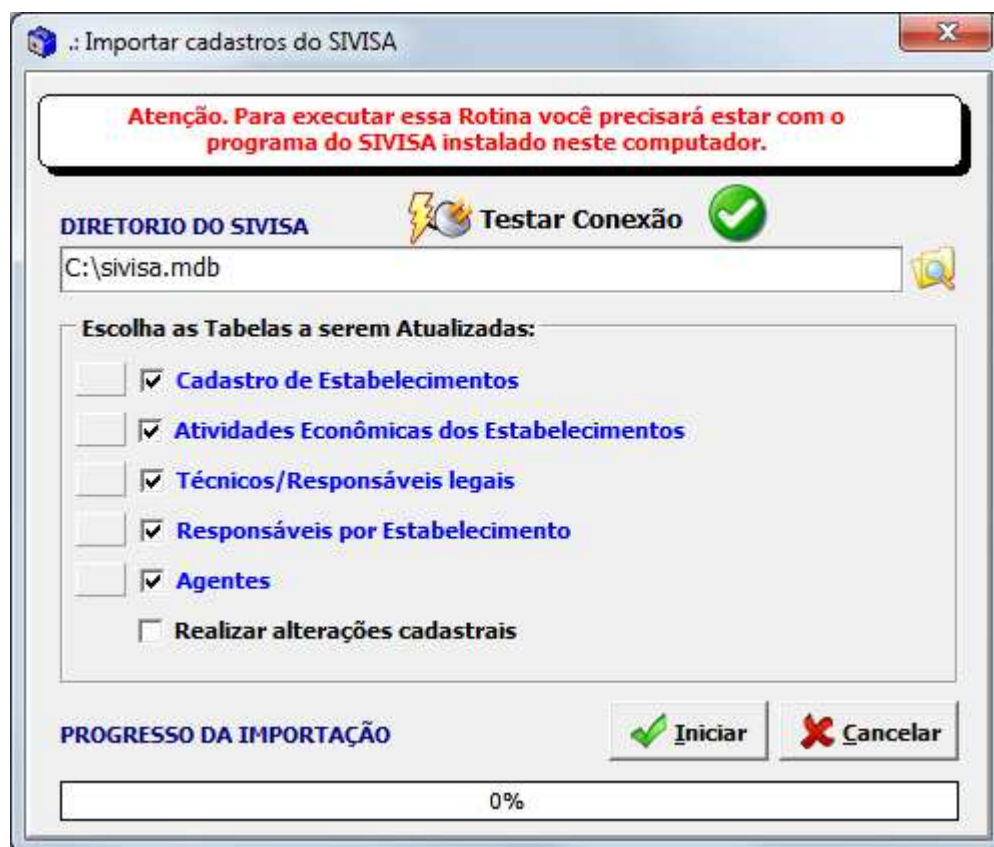 .: Importar cadastros do SIVISA
Atenção. Para executar essa Rotina você precisará estar com o
programa do SIVISA instalado neste computador.
DIRETORIO DO SIVISA
Testar Conexão
C:\sivisa.mdb
Escolha as Tabelas a serem Atualizadas:
Cadastro de Estabelecimentos
Atividades Econômicas dos Estabelecimentos
Técnicos/Responsáveis legais
Responsáveis por Estabelecimento
Agentes
Realizar alterações cadastrais
PROGRESSO DA IMPORTAÇÃO
Iniciar
Cancelar
0%